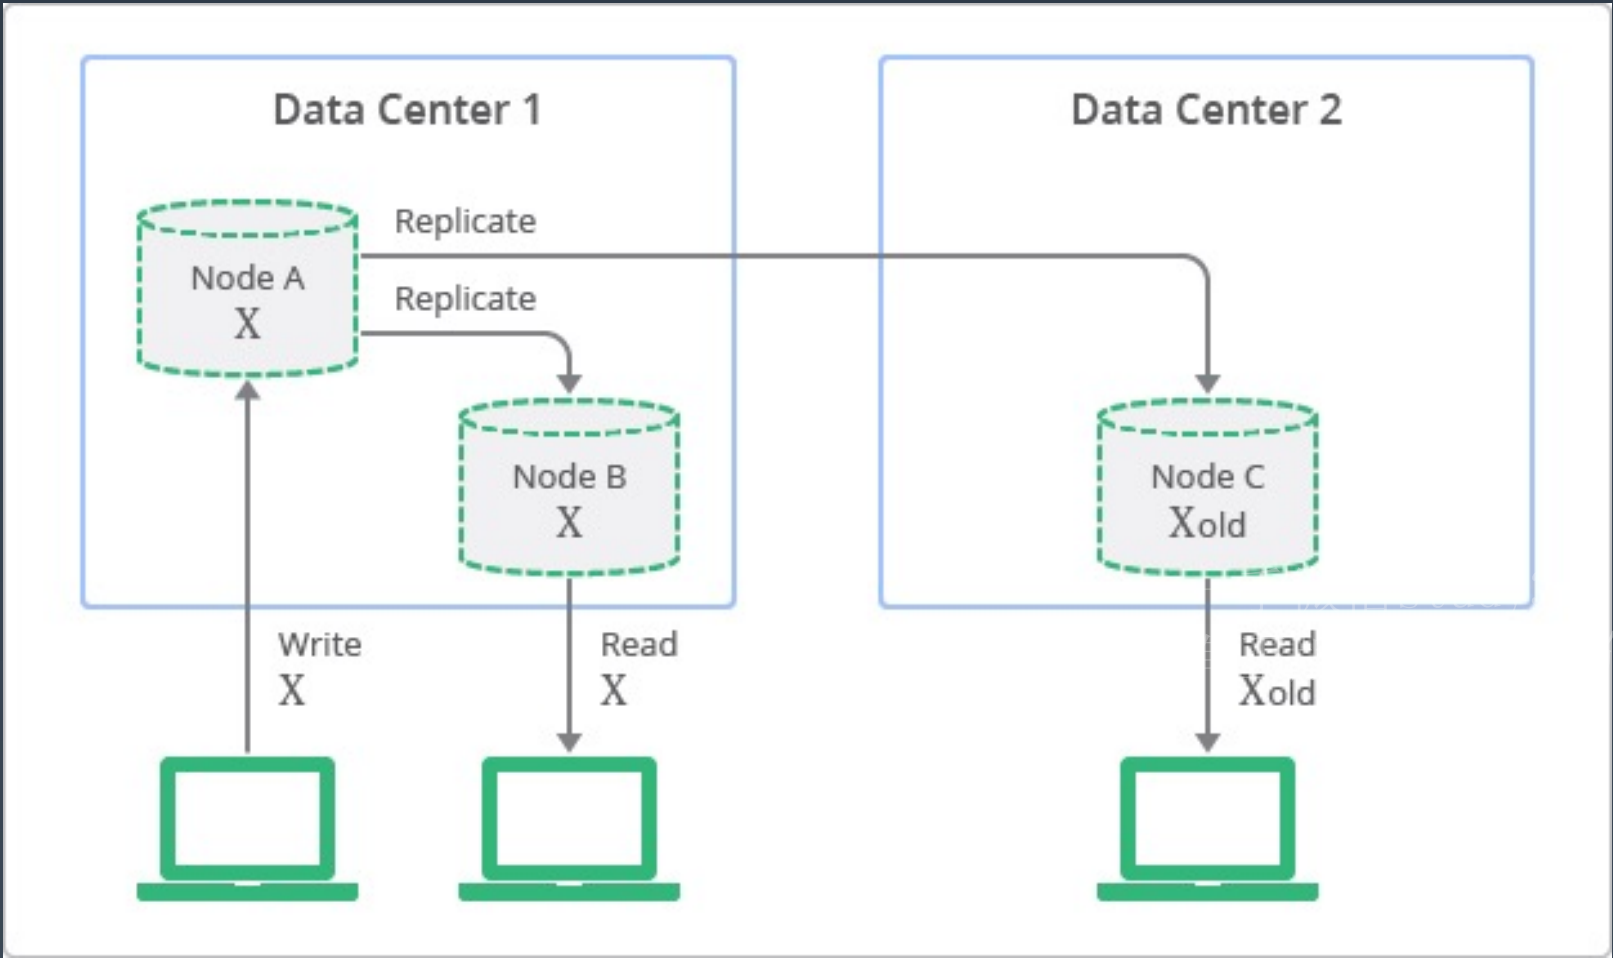 Data Center 1
Data Center 2
Replicate
Node A
X
Replicate
Node B
X
Node C
Xold
Write
X
Read
X
Read
Xold